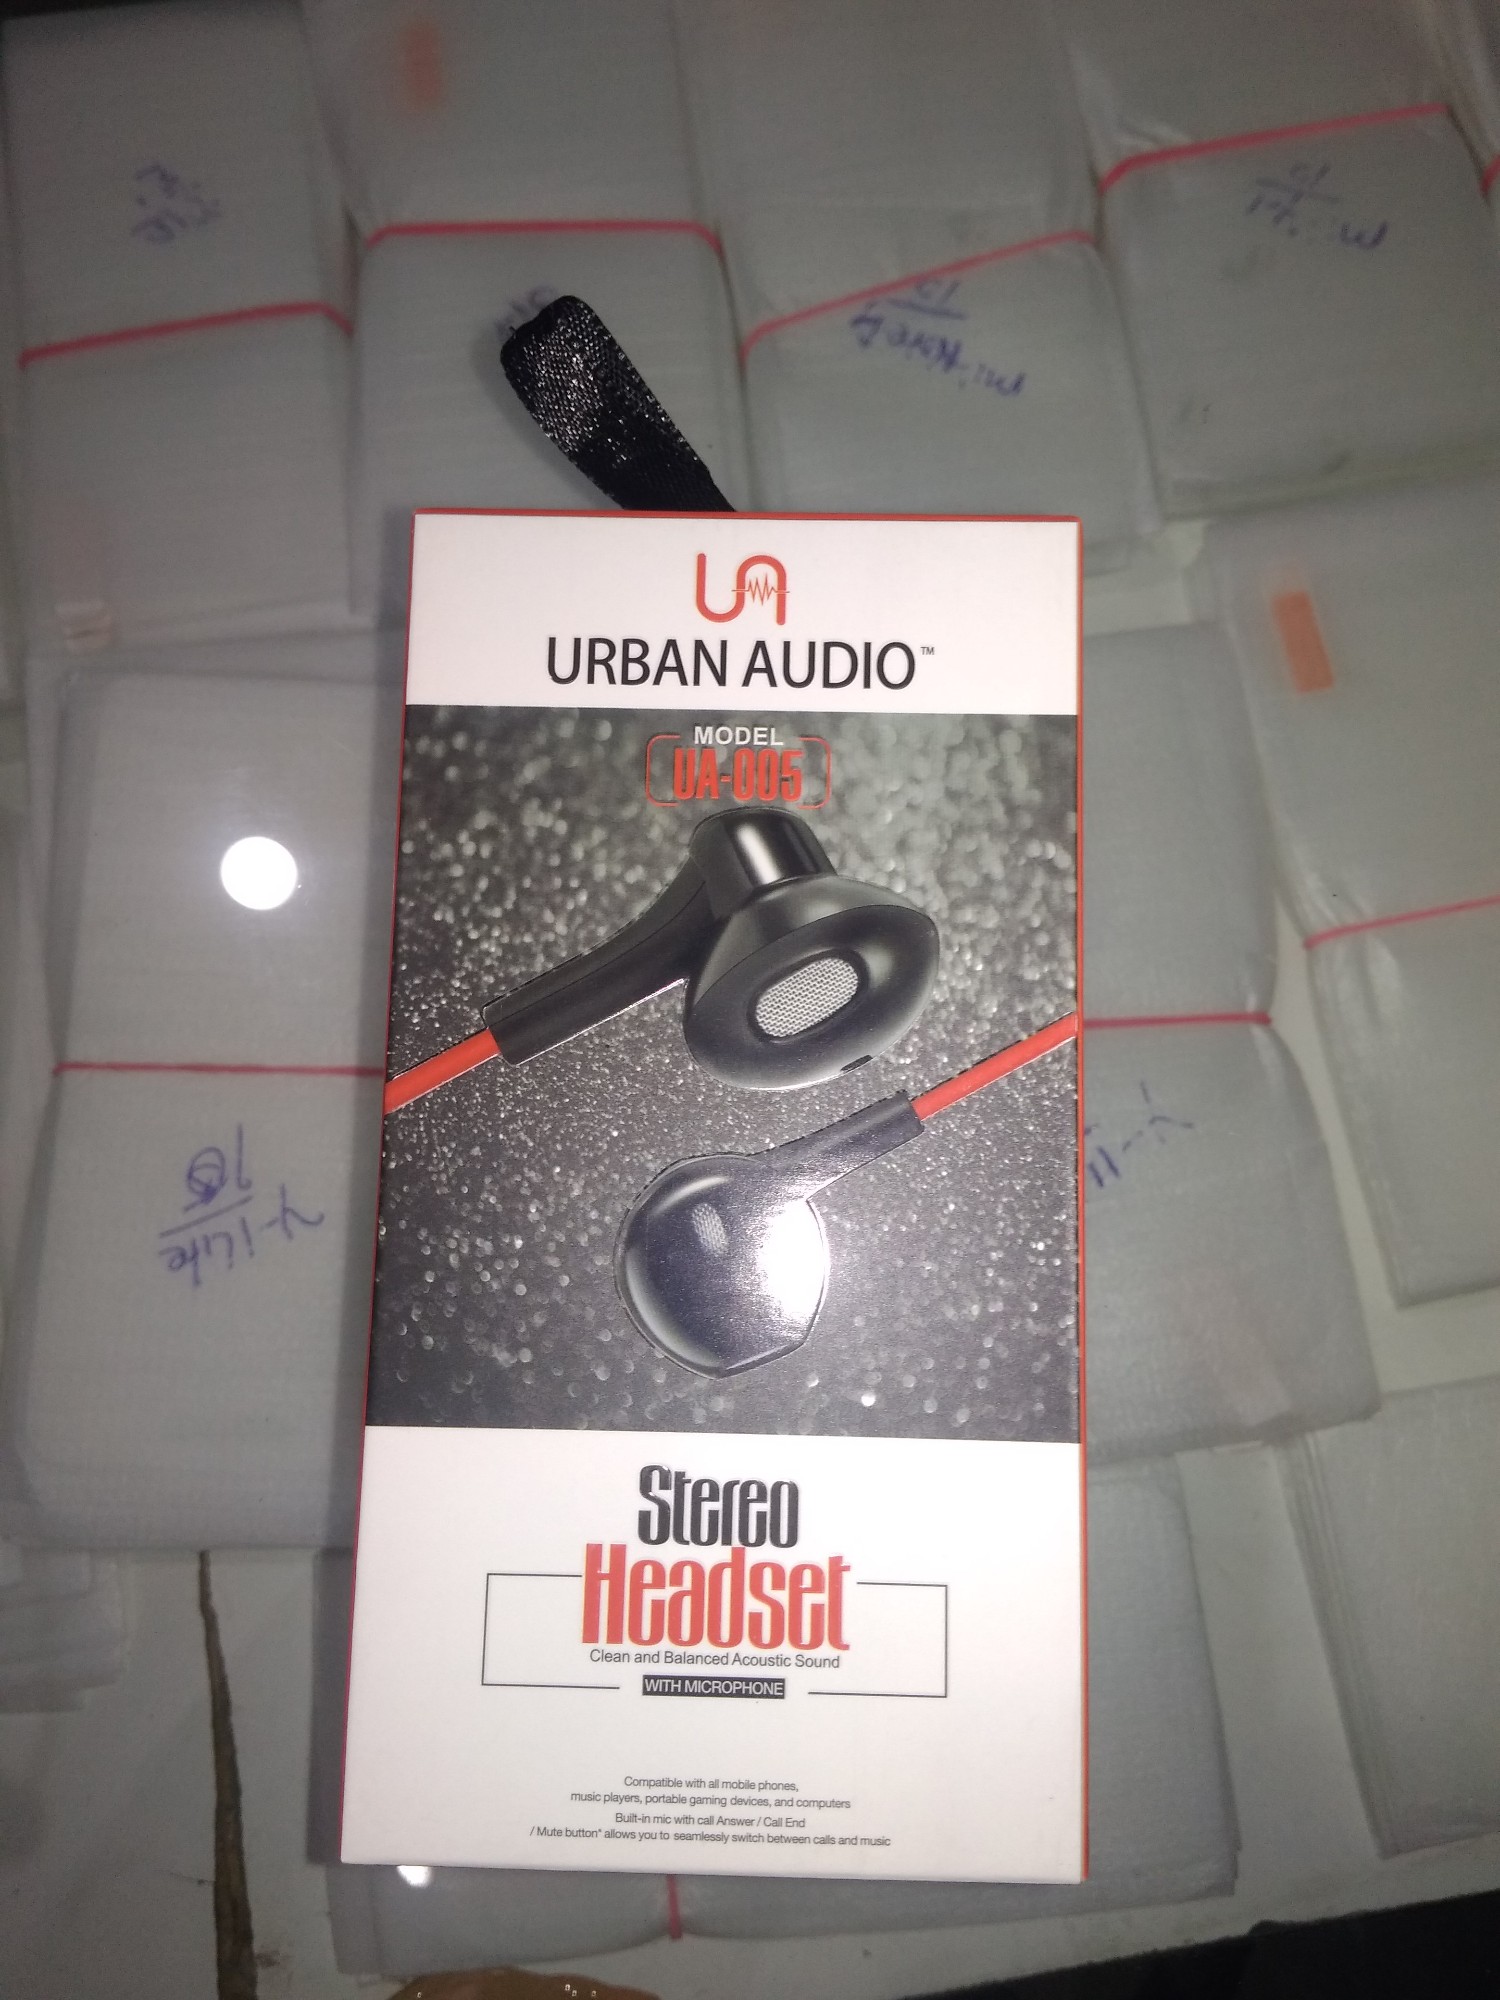 UA
URBAN AUDIO™
MODEL
UA-005
Stereo
Headset
Clean and Balanced Acoustic Sound
WITH MICROPHONE
Compatible with all mobile phones,
music players, portable gaming devices, and computers
Built-in mic with call Answer / Call End
/ Mute button* allows you to seamlessly switch between calls and music